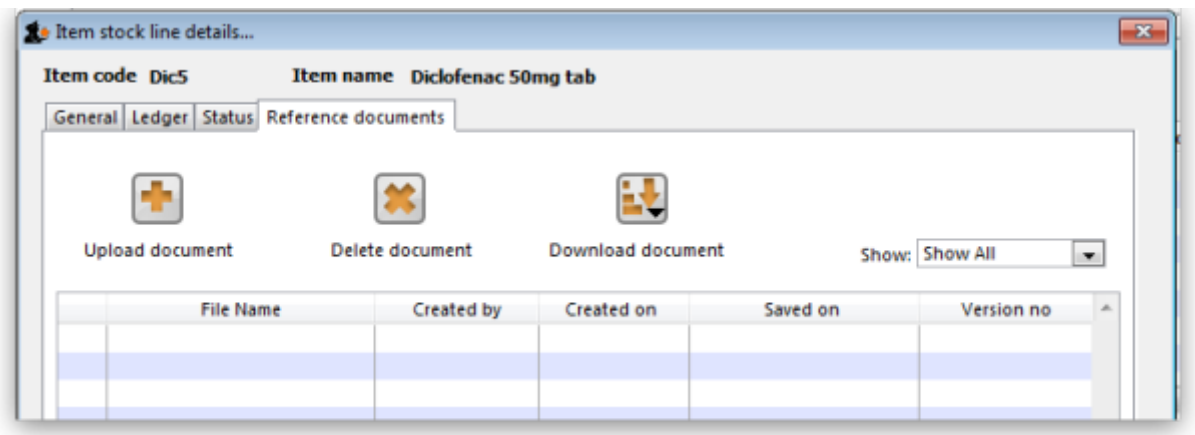 Item stock line details...
Item code Dic5 Item name Diclofenac 50mg tab
General Ledger Status Reference documents
Upload document Delete document Download document Show: Show All
File Name Created by Created on Saved on Version no